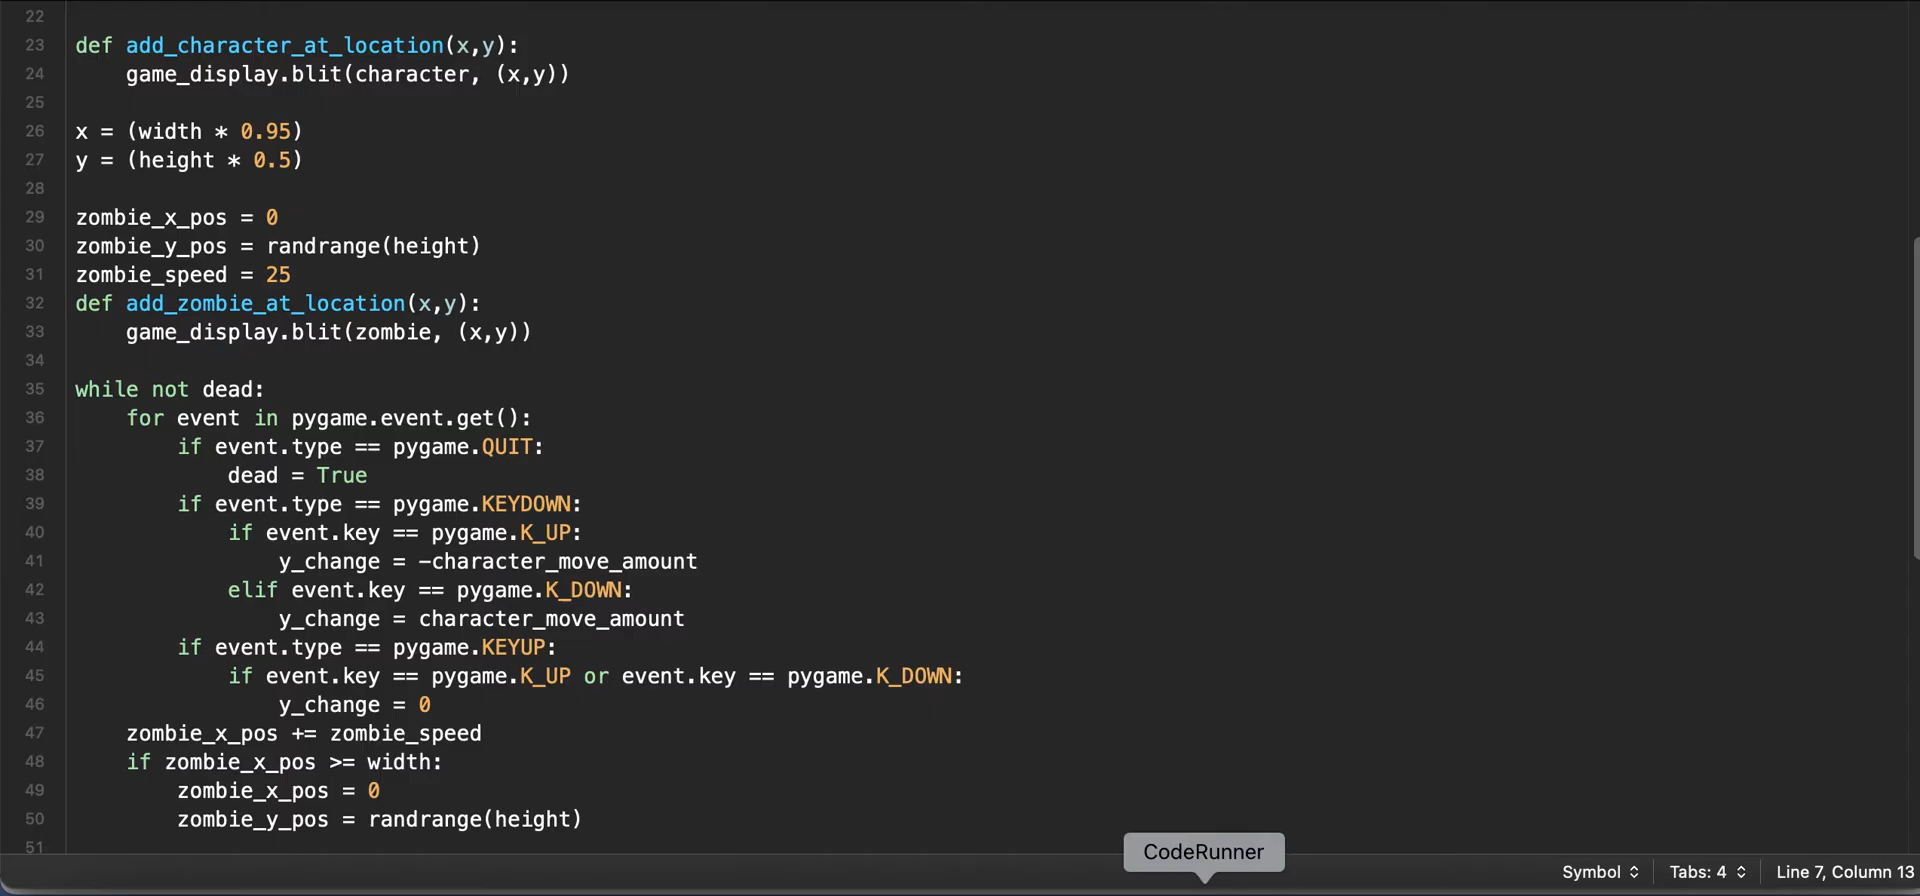 22
23 def add_character_at_location(x,y):
24     game_display.blit(character, (x,y))
25
26 x = (width * 0.95)
27 y = (height * 0.5)
28
29 zombie_x_pos = 0
30 zombie_y_pos = randrange(height)
31 zombie_speed = 25
32 def add_zombie_at_location(x,y):
33     game_display.blit(zombie, (x,y))
34
35 while not dead:
36     for event in pygame.event.get():
37         if event.type == pygame.QUIT:
38             dead = True
39         if event.type == pygame.KEYDOWN:
40             if event.key == pygame.K_UP:
41                 y_change = -character_move_amount
42             elif event.key == pygame.K_DOWN:
43                 y_change = character_move_amount
44         if event.type == pygame.KEYUP:
45             if event.key == pygame.K_UP or event.key == pygame.K_DOWN:
46                 y_change = 0
47     zombie_x_pos += zombie_speed
48     if zombie_x_pos >= width:
49         zombie_x_pos = 0
50         zombie_y_pos = randrange(height)
51
CodeRunner
Symbol Tabs: 4 Line 7, Column 13